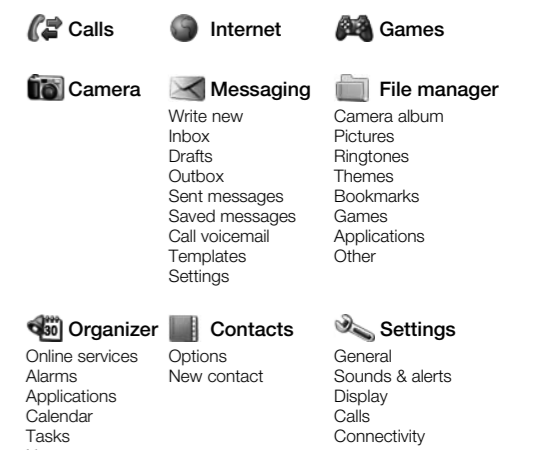 Calls
Internet
Games
Camera
Messaging
Write new
Inbox
Drafts
Outbox
Sent messages
Saved messages
Call voicemail
Templates
Settings
File manager
Camera album
Pictures
Ringtones
Themes
Bookmarks
Games
Applications
Other
30
Organizer
Online services
Alarms
Applications
Calendar
Tasks
Contacts
Options
New contact
Settings
General
Sounds & alerts
Display
Calls
Connectivity